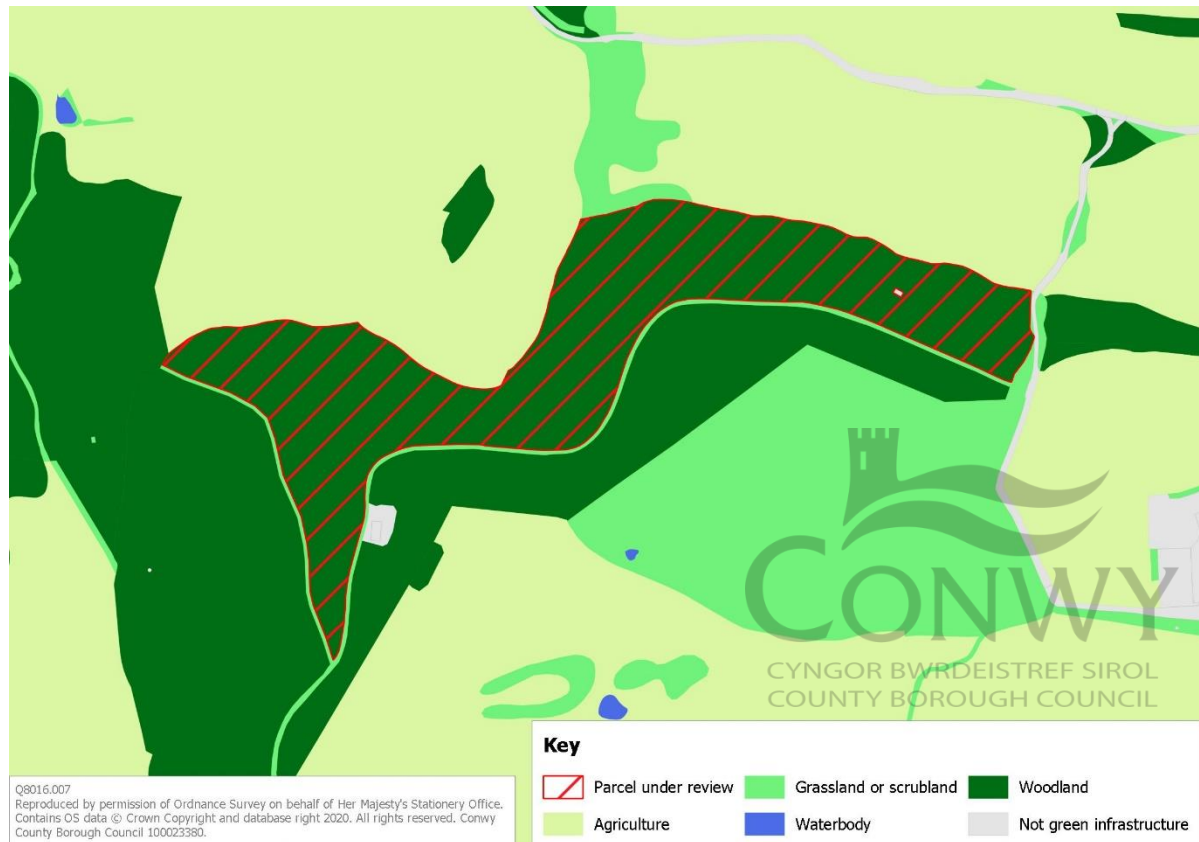 CONWY
CYNGOR BWRDEISTREF SIROL
COUNTY BOROUGH COUNCIL
Key
Parcel under review
Grassland or scrubland
Woodland
Agriculture
Waterbody
Not green infrastructure
Q8016.007
Reproduced by permission of Ordnance Survey on behalf of Her Majesty's Stationery Office.
Contains OS data © Crown Copyright and database right 2020. All rights reserved. Conwy
County Borough Council 100023380.